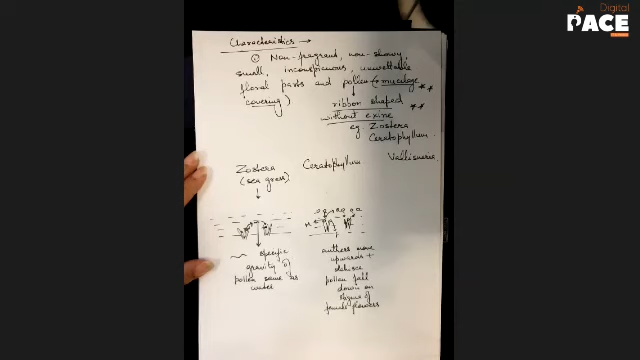 Digital
PACE
Characteristics →
① Non-fragrant, non-showy,
small, inconspicuous, unwettable
floral parts and pollen (→ mucilage **
covering)
ribbon shaped **
without exine
eg Zostera
Ceratophyllum
Zostera
(sea grass)
Ceratophyllum
Vallisneria
specific
gravity of
pollen same as
water
anthers move
upwards +
dehisce
pollen fall
down on
stigma of
female flowers